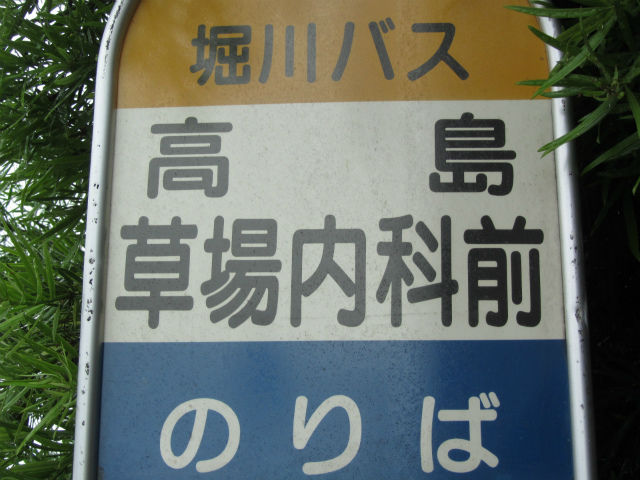 堀川バス
高島
草場内科前
のりば